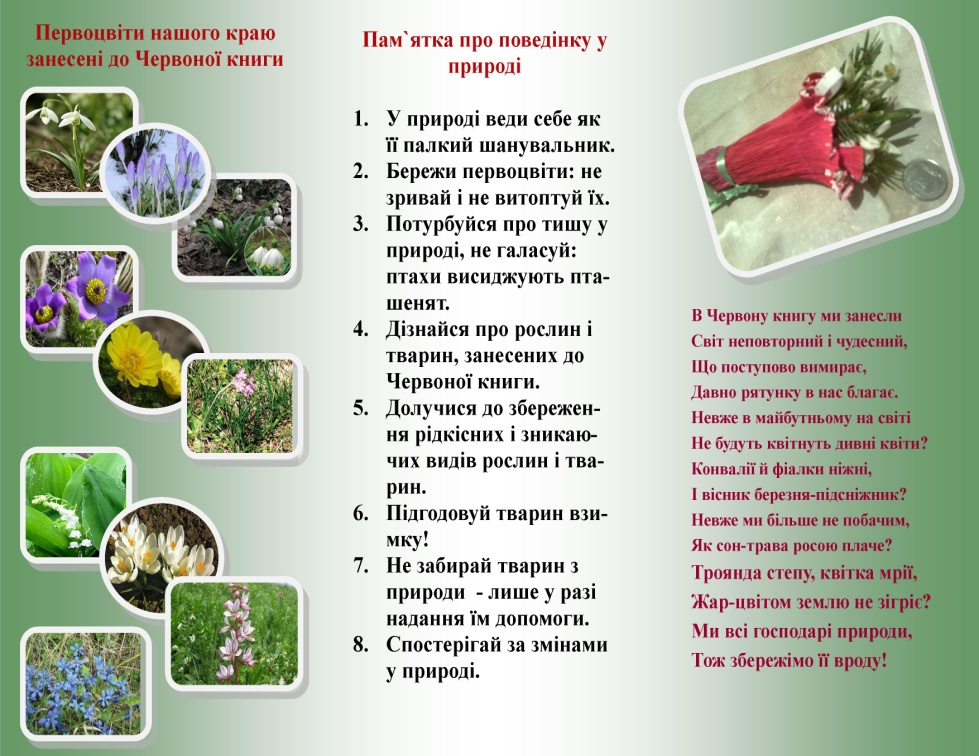 Первоцвіти нашого краю
занесені до Червоної книги
Пам`ятка про поведінку у
природі
1. У природі веди себе як
її палкий шанувальник.
2. Бережи первоцвіти: не
зривай і не витоптуй їх.
3. Потурбуйся про тишу у
природі, не галасуй:
птахи висиджують пта-
шенят.
4. Дізнайся про рослин і
тварин, занесених до
Червоної книги.
5. Долучися до збережен-
ня рідкісних і зникаю-
чих видів рослин і тва-
рин.
6. Підгодовуй тварин взи-
мку!
7. Не забирай тварин з
природи - лише у разі
надання їм допомоги.
8. Спостерігай за змінами
у природі.
В Червону книгу ми занесли
Світ неповторний і чудесний,
Що поступово вимирає,
Давно рятунку в нас благає.
Невже в майбутньому на світі
Не будуть квітнуть дивні квіти?
Конвалії й фіалки ніжні,
І вісник березня-підсніжник?
Невже ми більше не побачим,
Як сон-трава росою плаче?
Троянда степу, квітка мрії,
Жар-цвітом землю не зігріє?
Ми всі господарі природи,
Тож збережімо її вроду!